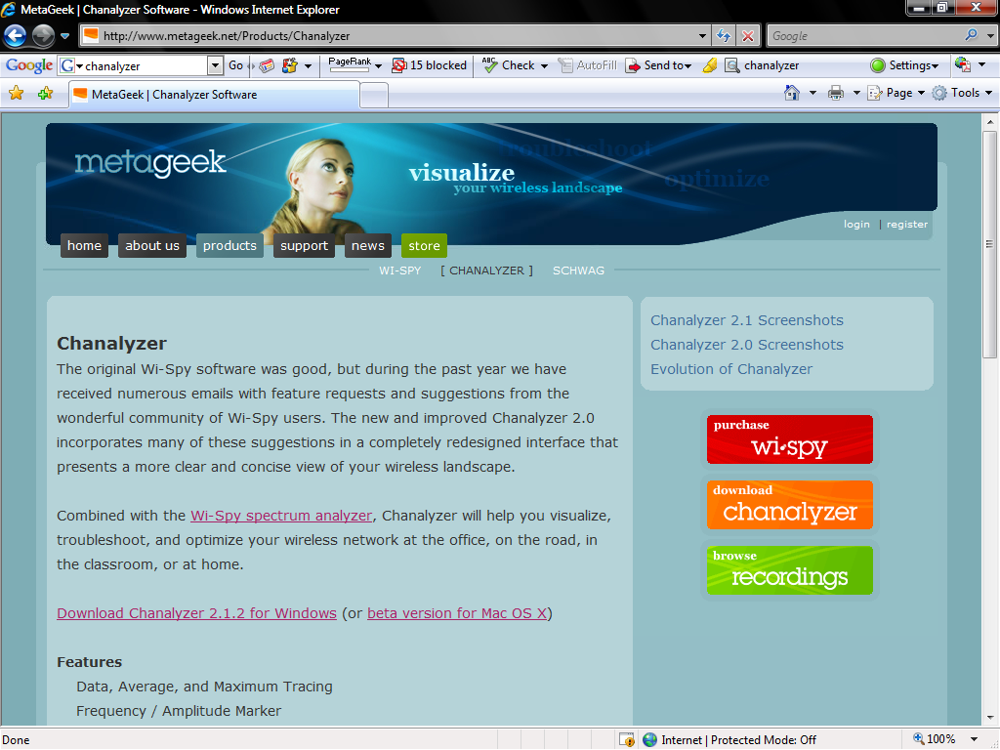 MetaGeek | Chanalyzer Software - Windows Internet Explorer
http://www.metageek.net/Products/Chanalyzer
Google
Google G chanalyzer Go PageRank 15 blocked ABC Check AutoFill Send to chanalyzer Settings
MetaGeek | Chanalyzer Software
Page Tools
metageek
troubleshoot
visualize
your wireless landscape
optimize
login | register
home about us products support news store
WI-SPY [ CHANALYZER ] SCHWAG
Chanalyzer
The original Wi-Spy software was good, but during the past year we have
received numerous emails with feature requests and suggestions from the
wonderful community of Wi-Spy users. The new and improved Chanalyzer 2.0
incorporates many of these suggestions in a completely redesigned interface that
presents a more clear and concise view of your wireless landscape.
Combined with the Wi-Spy spectrum analyzer, Chanalyzer will help you visualize,
troubleshoot, and optimize your wireless network at the office, on the road, in
the classroom, or at home.
Download Chanalyzer 2.1.2 for Windows (or beta version for Mac OS X)
Features
Data, Average, and Maximum Tracing
Frequency / Amplitude Marker
Chanalyzer 2.1 Screenshots
Chanalyzer 2.0 Screenshots
Evolution of Chanalyzer
purchase
wi•spy
download
chanalyzer
browse
recordings
Done
Internet | Protected Mode: Off
100%